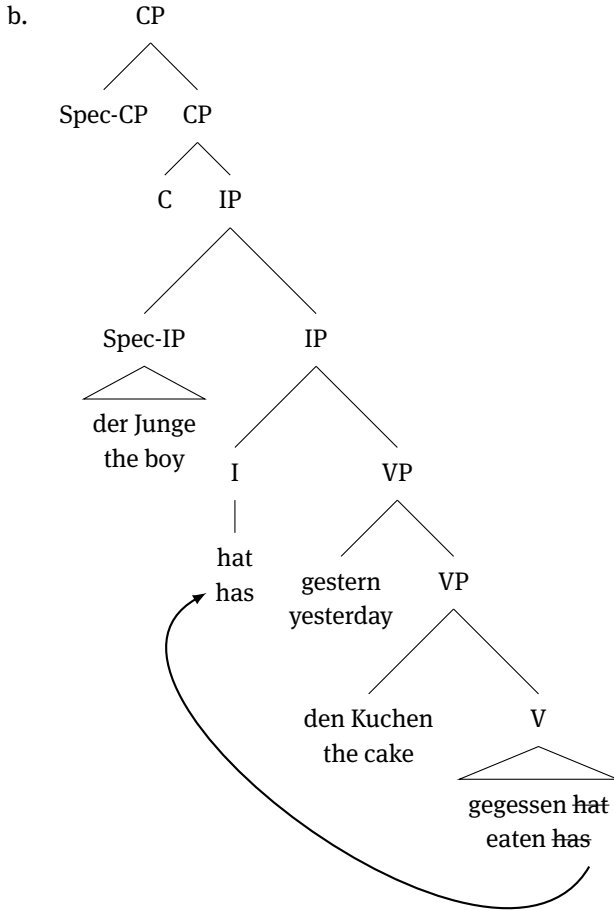 b.
CP
Spec-CP CP
C IP
Spec-IP IP
der Junge
the boy
I VP
hat
has
gestern
yesterday
VP
den Kuchen
the cake
V
gegessen hat
eaten has